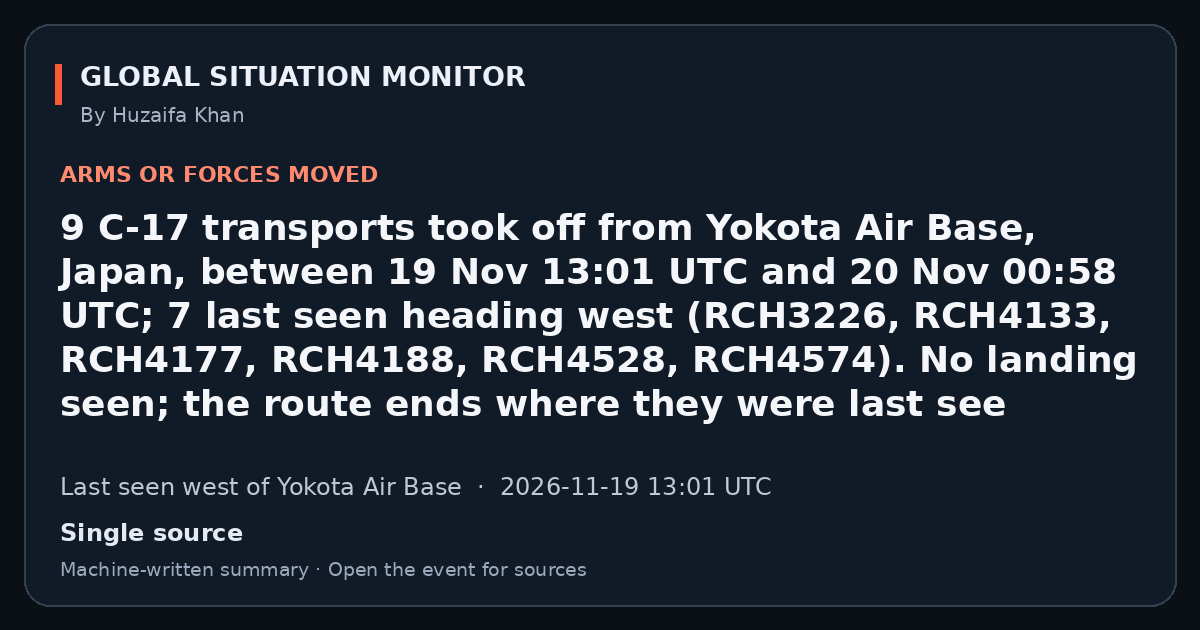 GLOBAL SITUATION MONITOR
By Huzaifa Khan
ARMS OR FORCES MOVED
9 C-17 transports took off from Yokota Air Base,
Japan, between 19 Nov 13:01 UTC and 20 Nov 00:58
UTC; 7 last seen heading west (RCH3226, RCH4133,
RCH4177, RCH4188, RCH4528, RCH4574). No landing
seen; the route ends where they were last see
Last seen west of Yokota Air Base · 2026-11-19 13:01 UTC
Single source
Machine-written summary · Open the event for sources